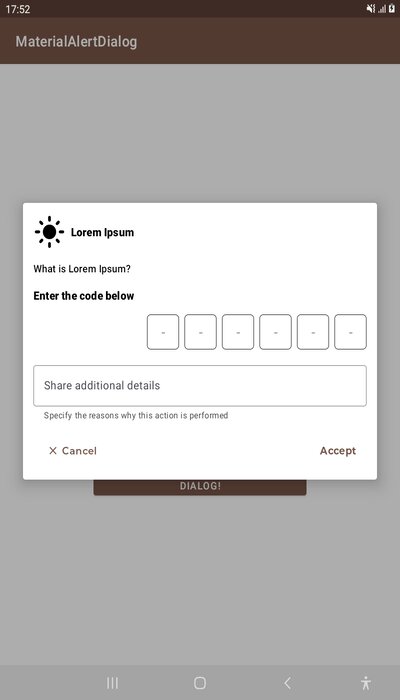 17:52
MaterialAlertDialog
Lorem Ipsum
What is Lorem Ipsum?
Enter the code below
- - - - - -
Share additional details
Specify the reasons why this action is performed
Cancel
Accept
DIALOG!